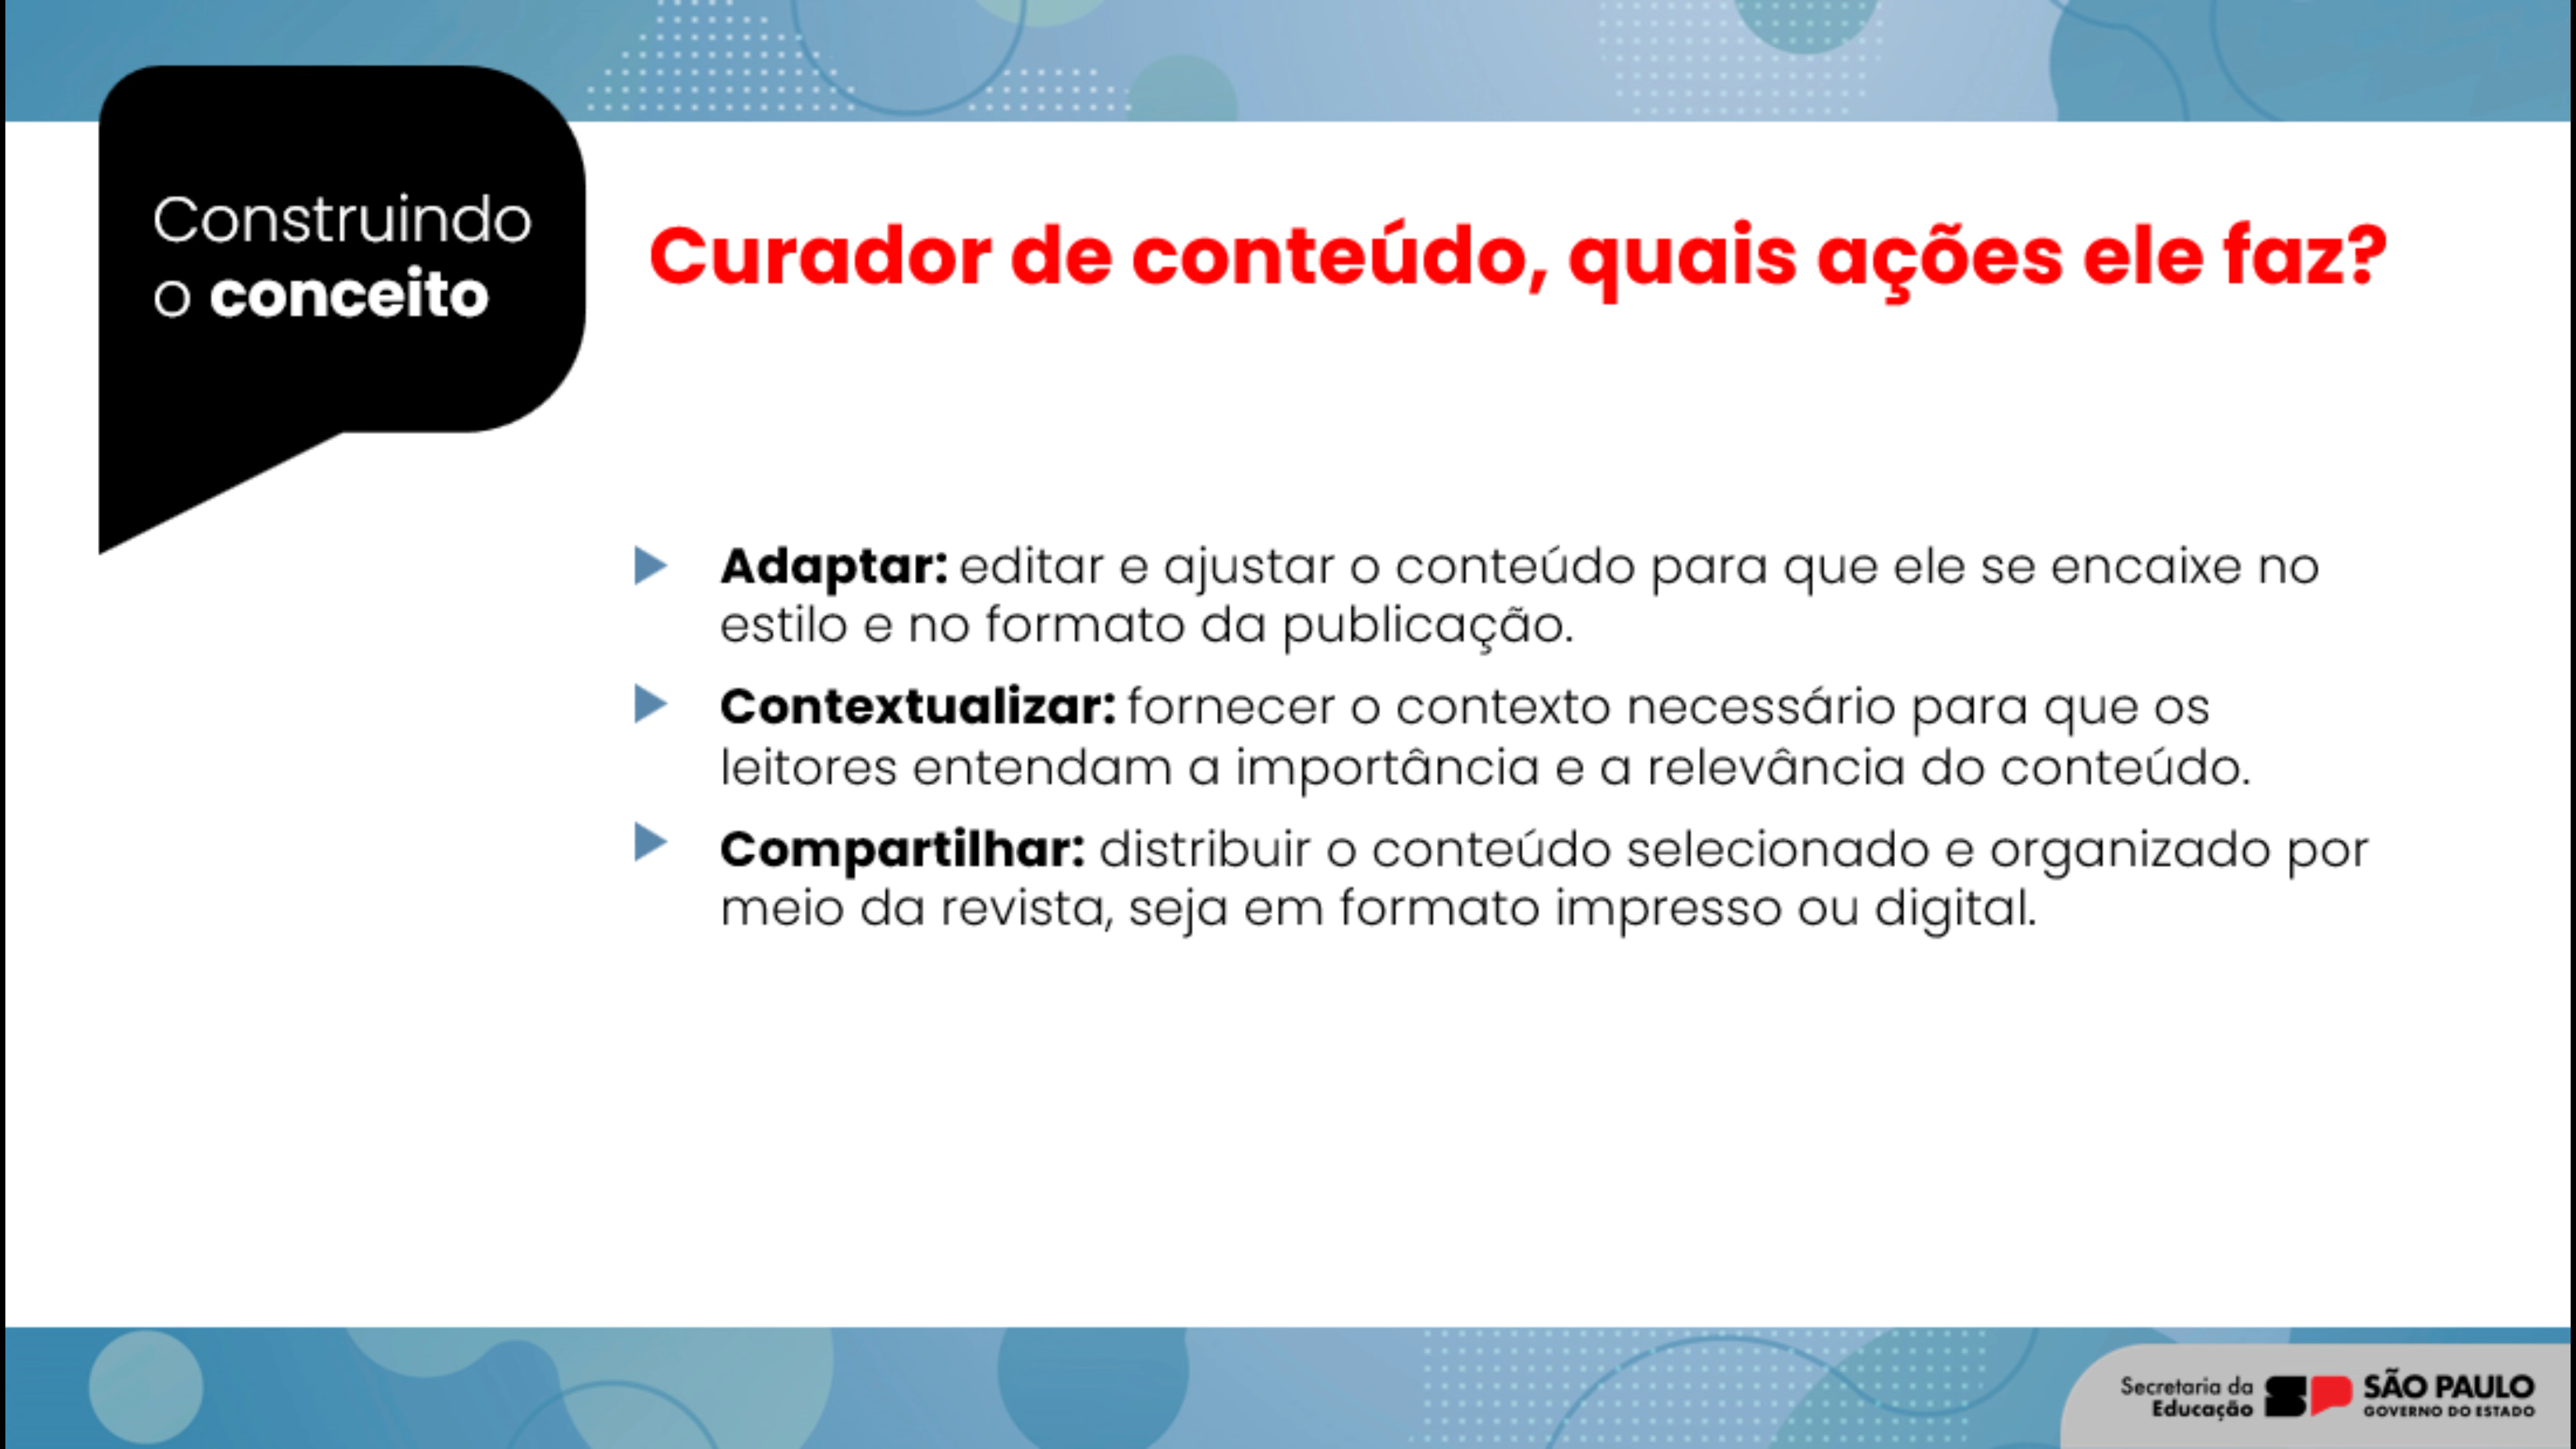 Construindo
o conceito
Curador de conteúdo, quais ações ele faz?
Adaptar: editar e ajustar o conteúdo para que ele se encaixe no
estilo e no formato da publicação.
Contextualizar: fornecer o contexto necessário para que os
leitores entendam a importância e a relevância do conteúdo.
Compartilhar: distribuir o conteúdo selecionado e organizado por
meio da revista, seja em formato impresso ou digital.
Secretaria da
Educação
SP
SÃO PAULO
GOVERNO DO ESTADO